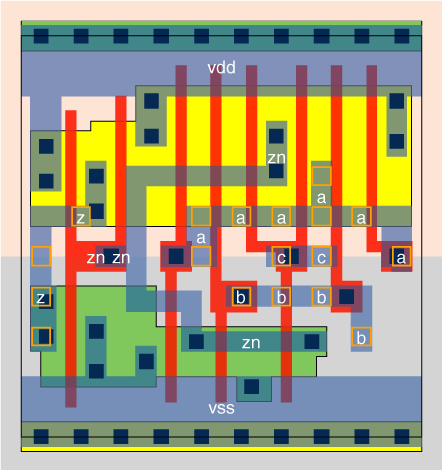 vdd
zn
a
z a a a
a
zn zn c c a
z b b b
zn b
vss